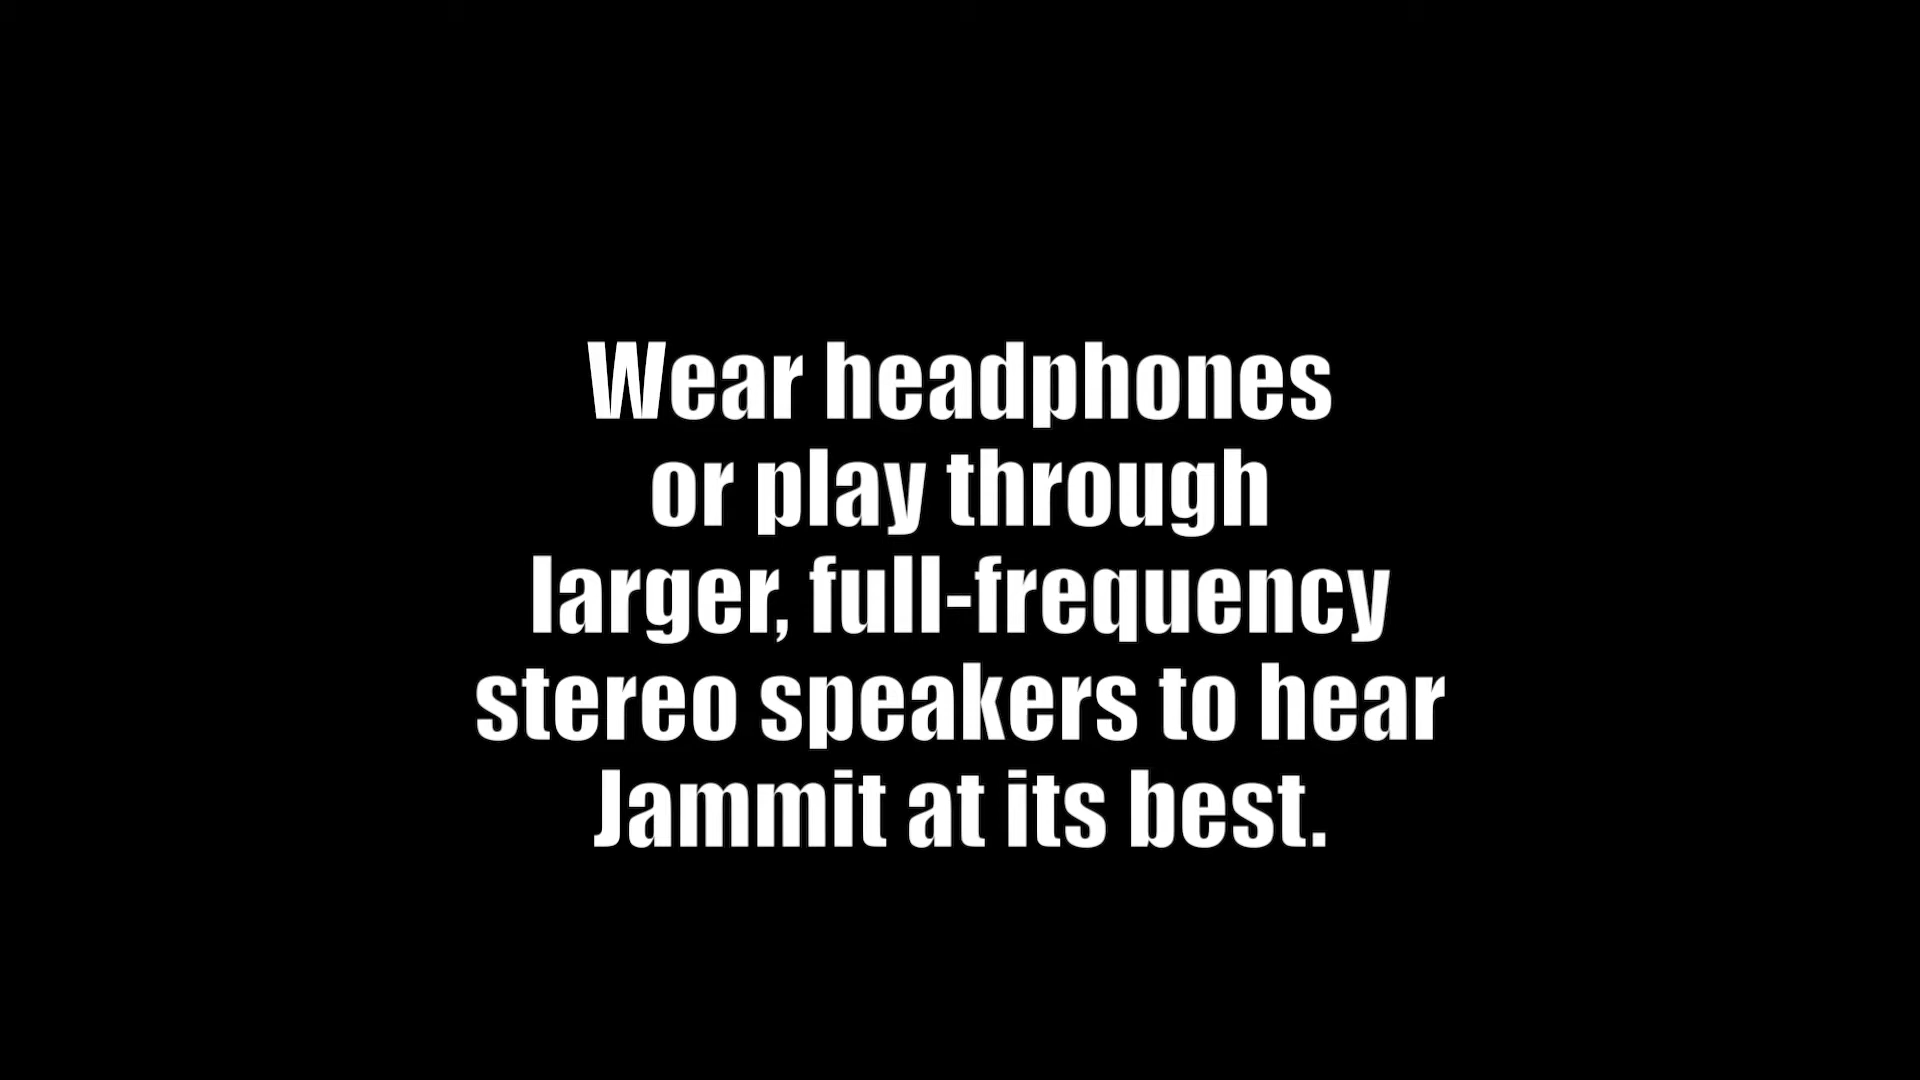 Wear headphones
or play through
larger, full-frequency
stereo speakers to hear
Jammit at its best.